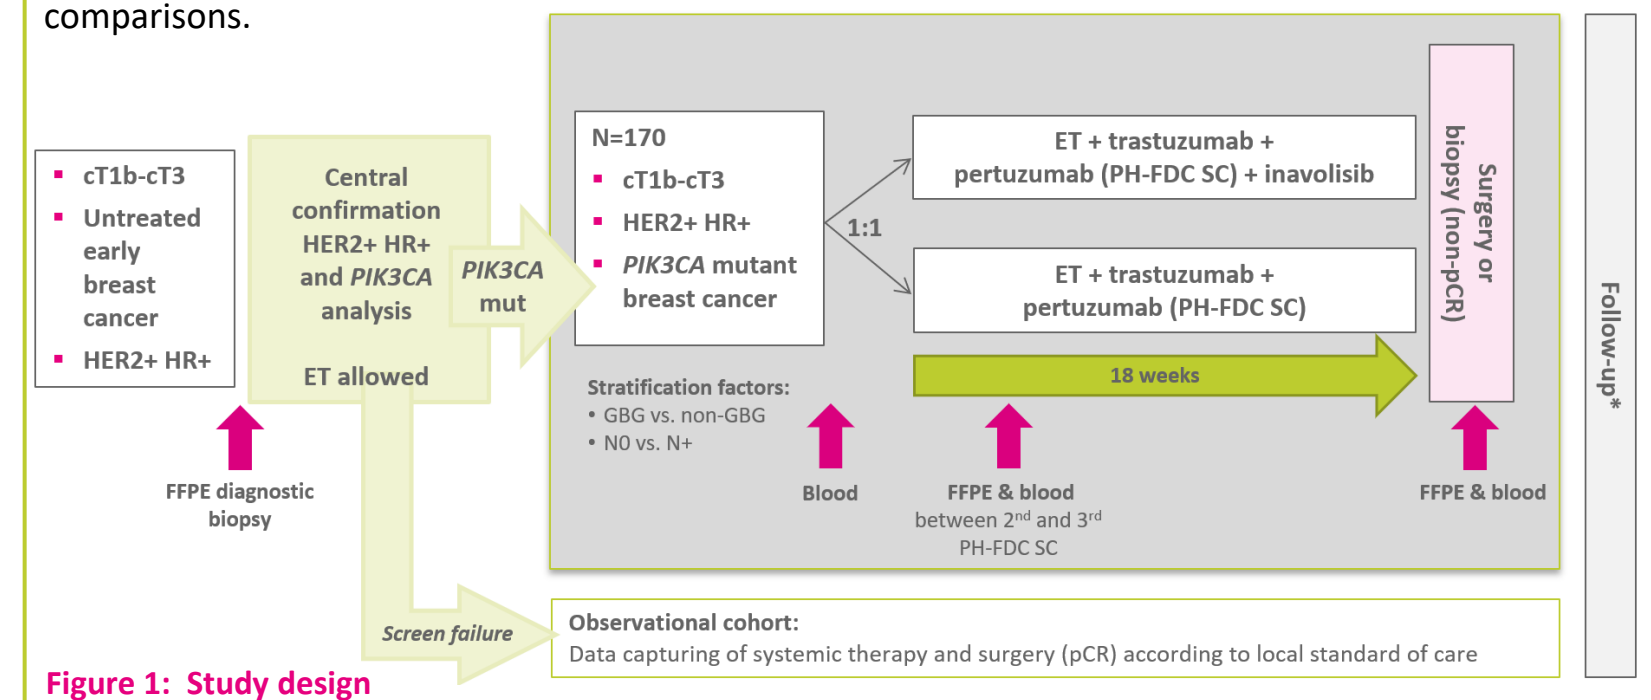 comparisons.
cT1b-cT3
Untreated
early
breast
cancer
HER2+ HR+
FFPE diagnostic
biopsy
Central
confirmation
HER2+ HR+
and PIK3CA
analysis
ET allowed
PIK3CA
mut
Screen failure
N=170
cT1b-cT3
HER2+ HR+
PIK3CA mutant
breast cancer
Stratification factors:
• GBG vs. non-GBG
• N0 vs. N+
1:1
ET + trastuzumab +
pertuzumab (PH-FDC SC) + inavolisib
ET + trastuzumab +
pertuzumab (PH-FDC SC)
18 weeks
Blood
FFPE & blood
between 2nd and 3rd
PH-FDC SC
Surgery or
biopsy (non-pCR)
FFPE & blood
Follow-up*
Observational cohort:
Data capturing of systemic therapy and surgery (pCR) according to local standard of care
Figure 1: Study design